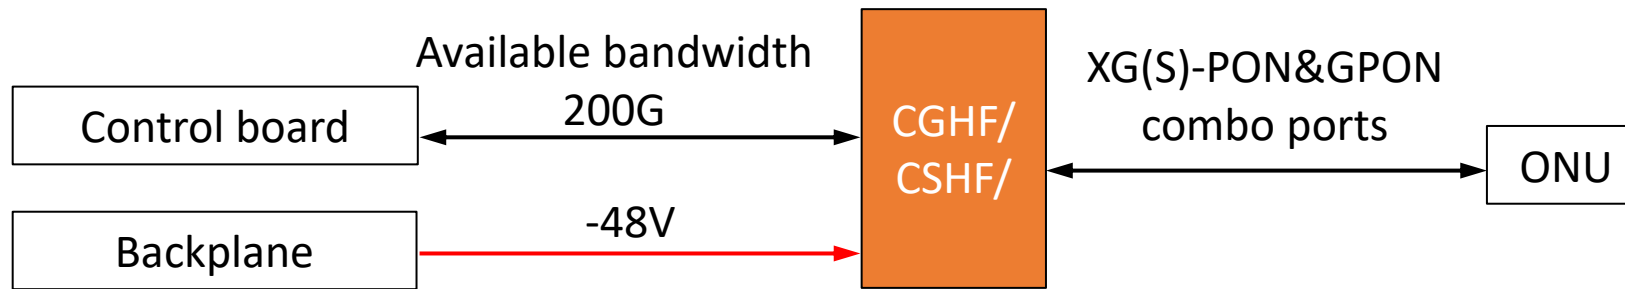 Available bandwidth
200G
Control board
Backplane
-48V
CGHF/
CSHF/
XG(S)-PON&GPON
combo ports
ONU